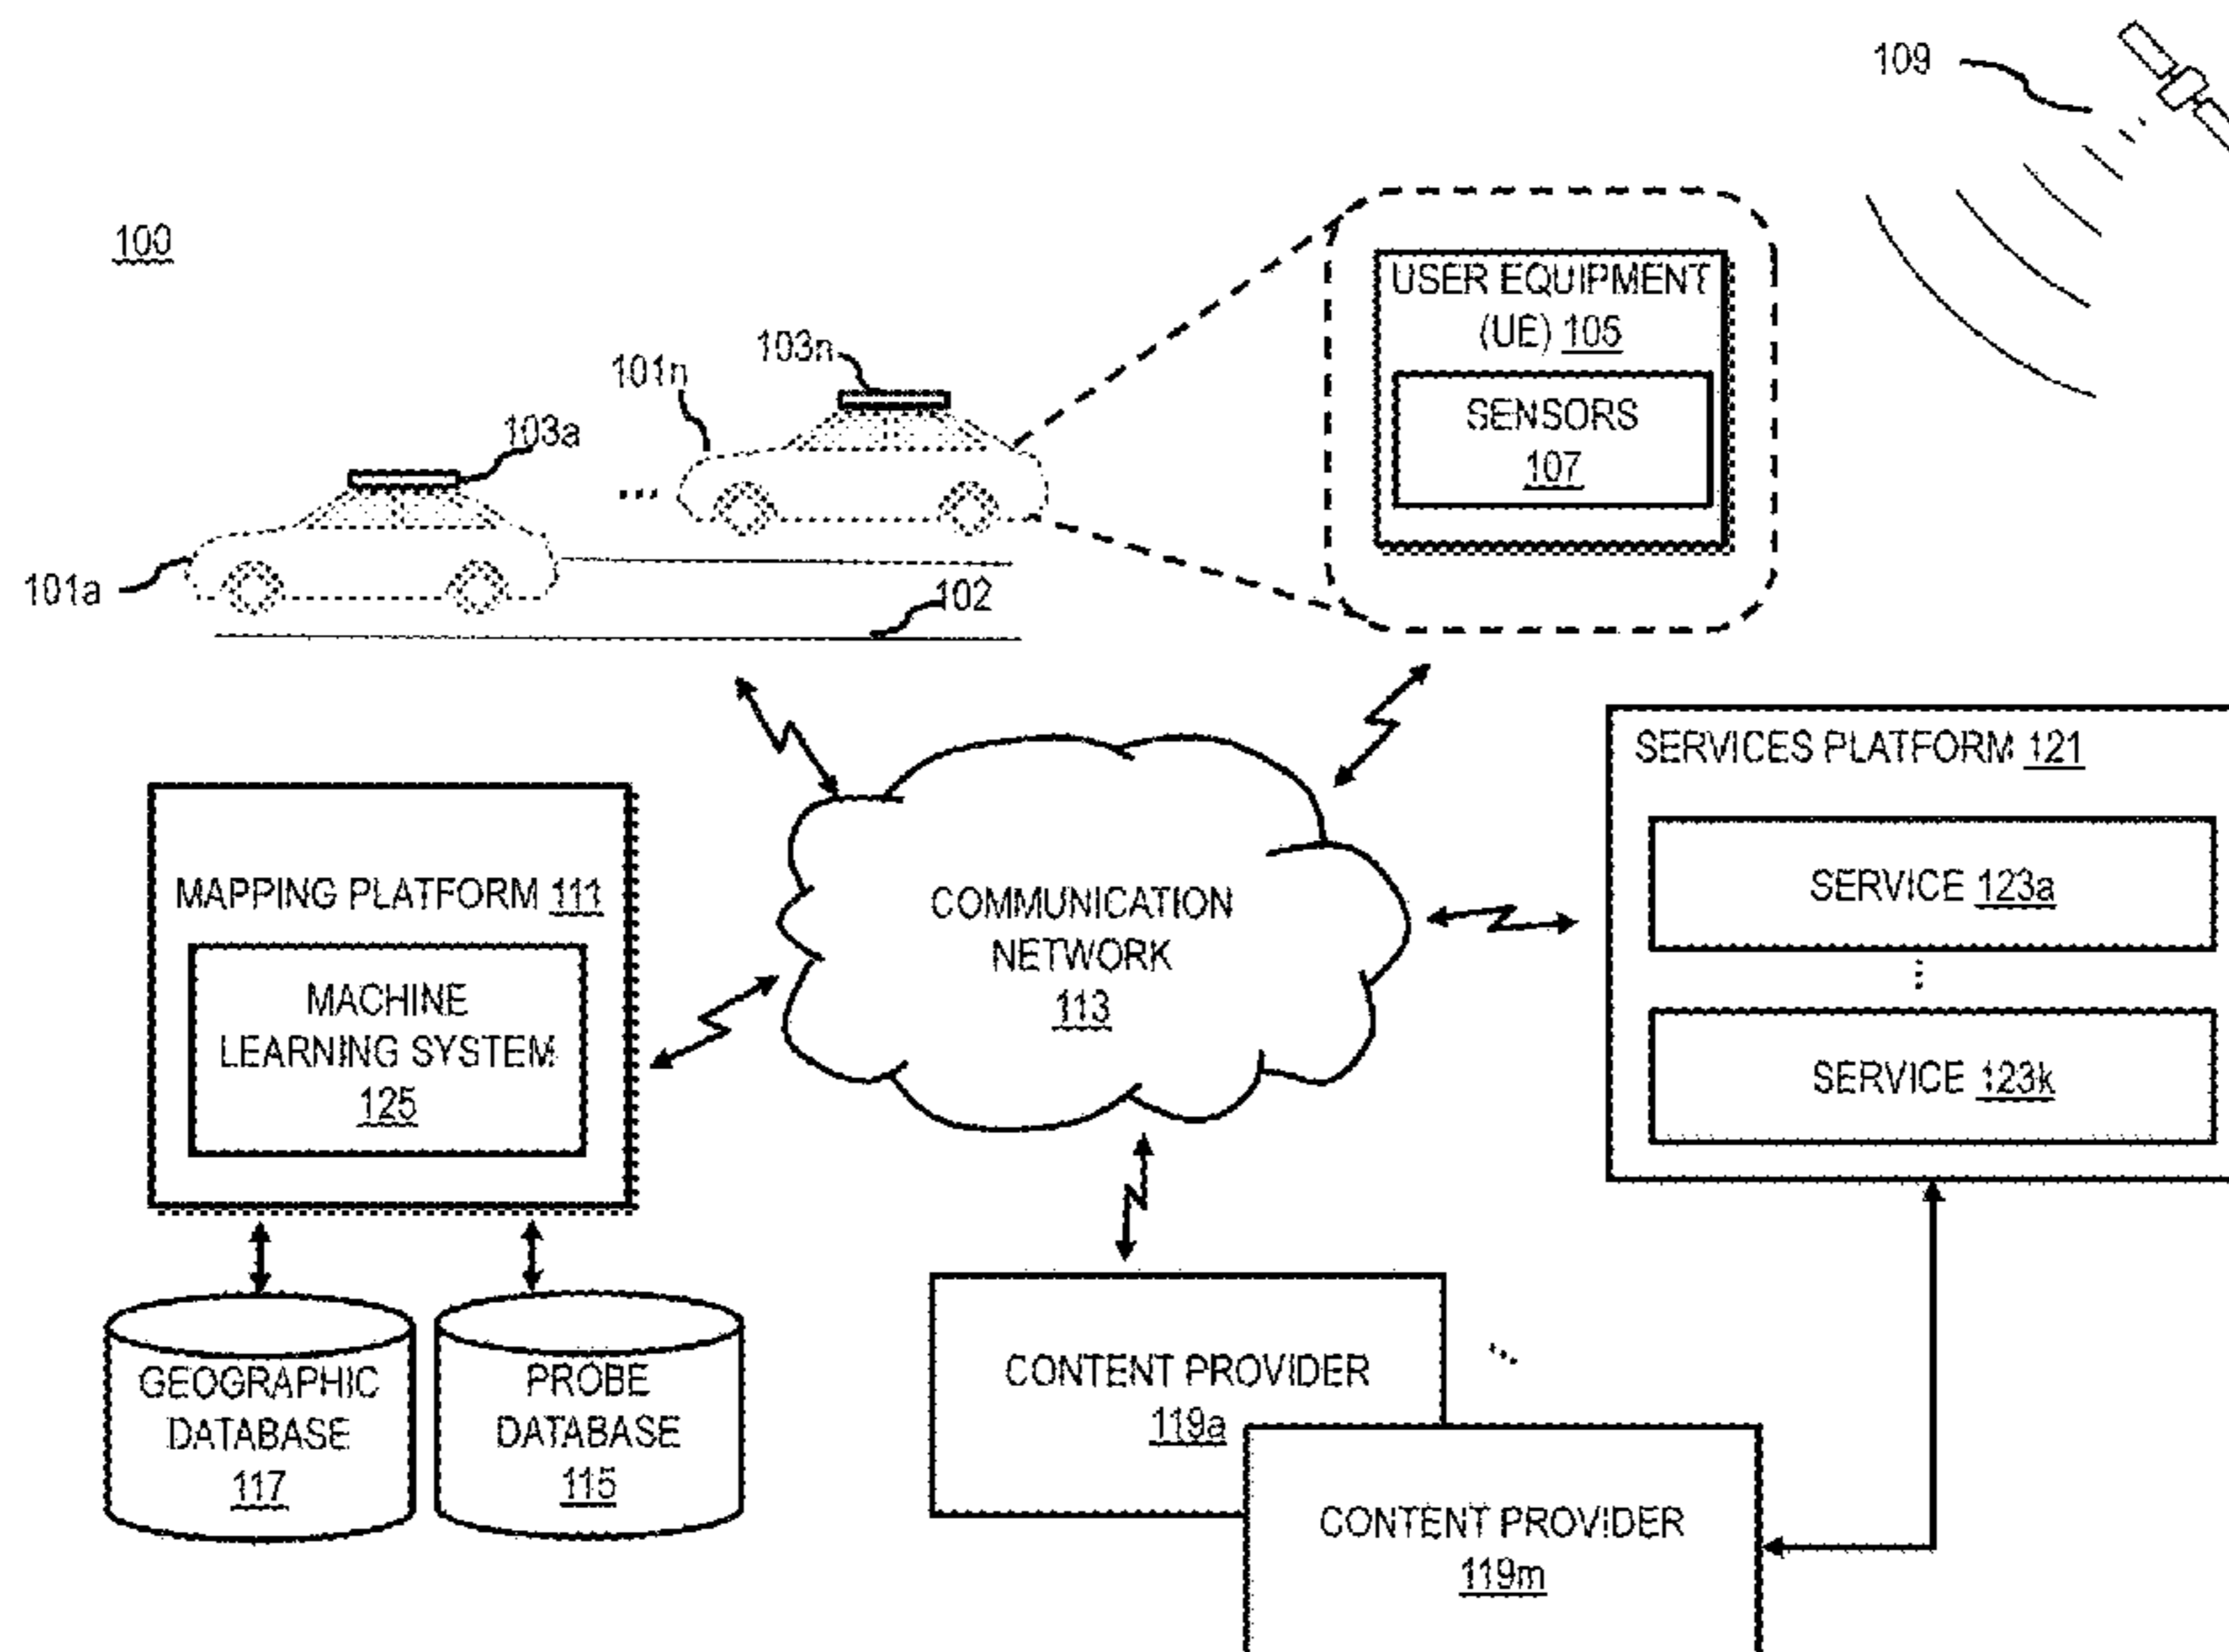 109
100
USER EQUIPMENT
(UE) 105
SENSORS
107
103n
101n
103a
101a
102
SERVICES PLATFORM 121
SERVICE 123a
SERVICE 123k
MAPPING PLATFORM 111
MACHINE
LEARNING SYSTEM
125
COMMUNICATION
NETWORK
113
GEOGRAPHIC
DATABASE
117
PROBE
DATABASE
115
CONTENT PROVIDER
119a
CONTENT PROVIDER
119m